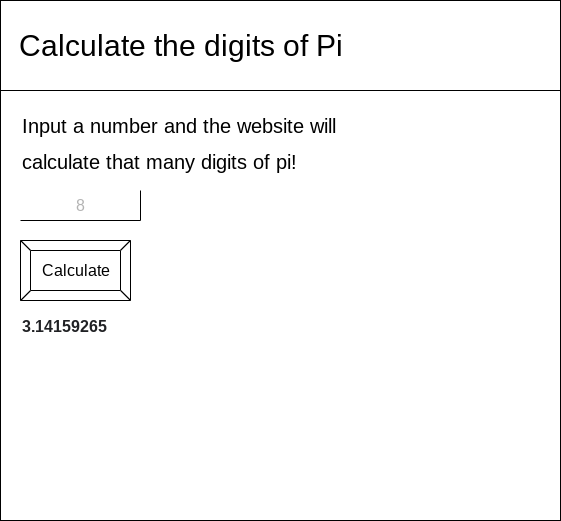 Calculate the digits of Pi
Input a number and the website will
calculate that many digits of pi!
8
Calculate
3.14159265